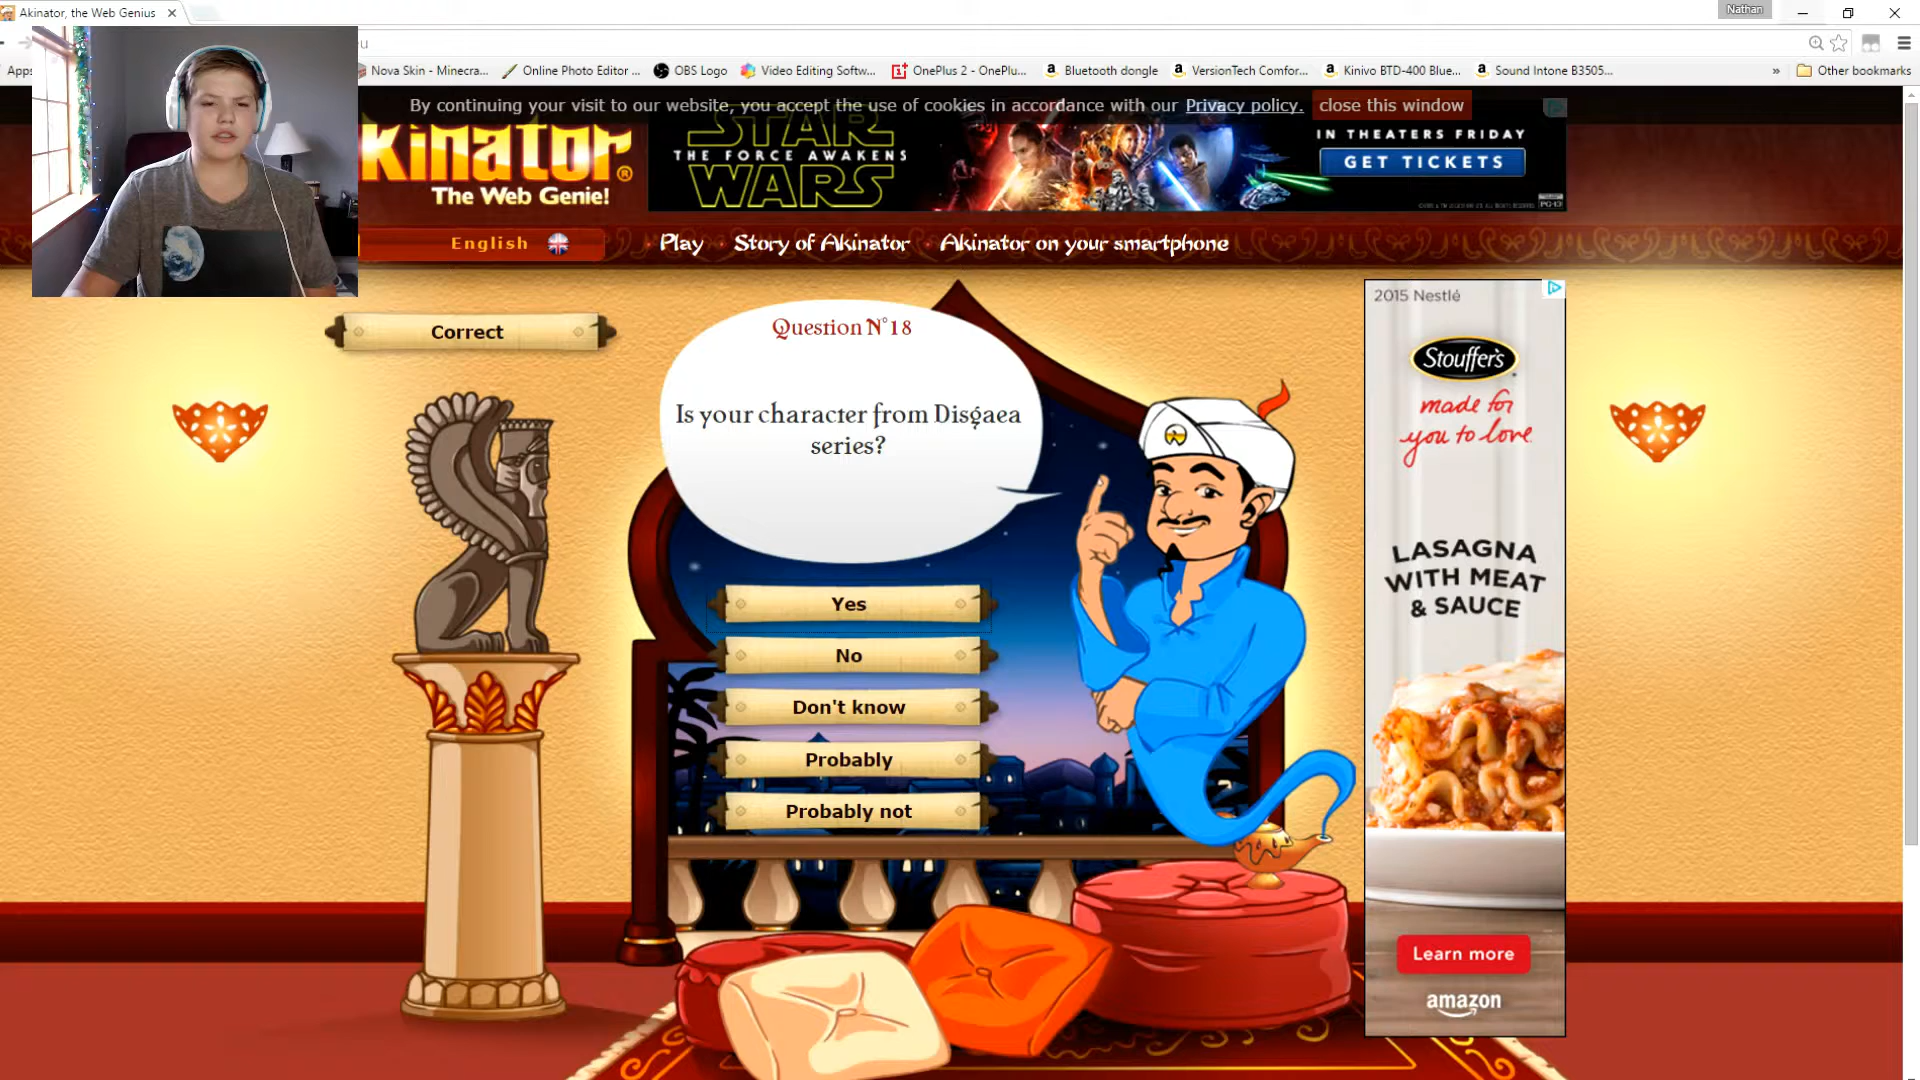 Akinator, the Web Genius
Nathan
Nova Skin - Minecra...
Online Photo Editor ...
OBS Logo
Video Editing Softw...
OnePlus 2 - OnePlu...
Bluetooth dongle
VersionTech Comfor...
Kinivo BTD-400 Blue...
Sound Intone B3505...
» Other bookmarks
Apps
By continuing your visit to our website, you accept the use of cookies in accordance with our Privacy policy. close this window
kinator®
The Web Genie!
STAR
THE FORCE AWAKENS
WARS
IN THEATERS FRIDAY
GET TICKETS
PG-13
English
Play
Story of Akinator
Akinator on your smartphone
Correct
Question N°18
Is your character from Disgaea
series?
Yes
No
Don't know
Probably
Probably not
2015 Nestlé
Stouffer's
made for
you to love
LASAGNA
WITH MEAT
& SAUCE
Learn more
amazon